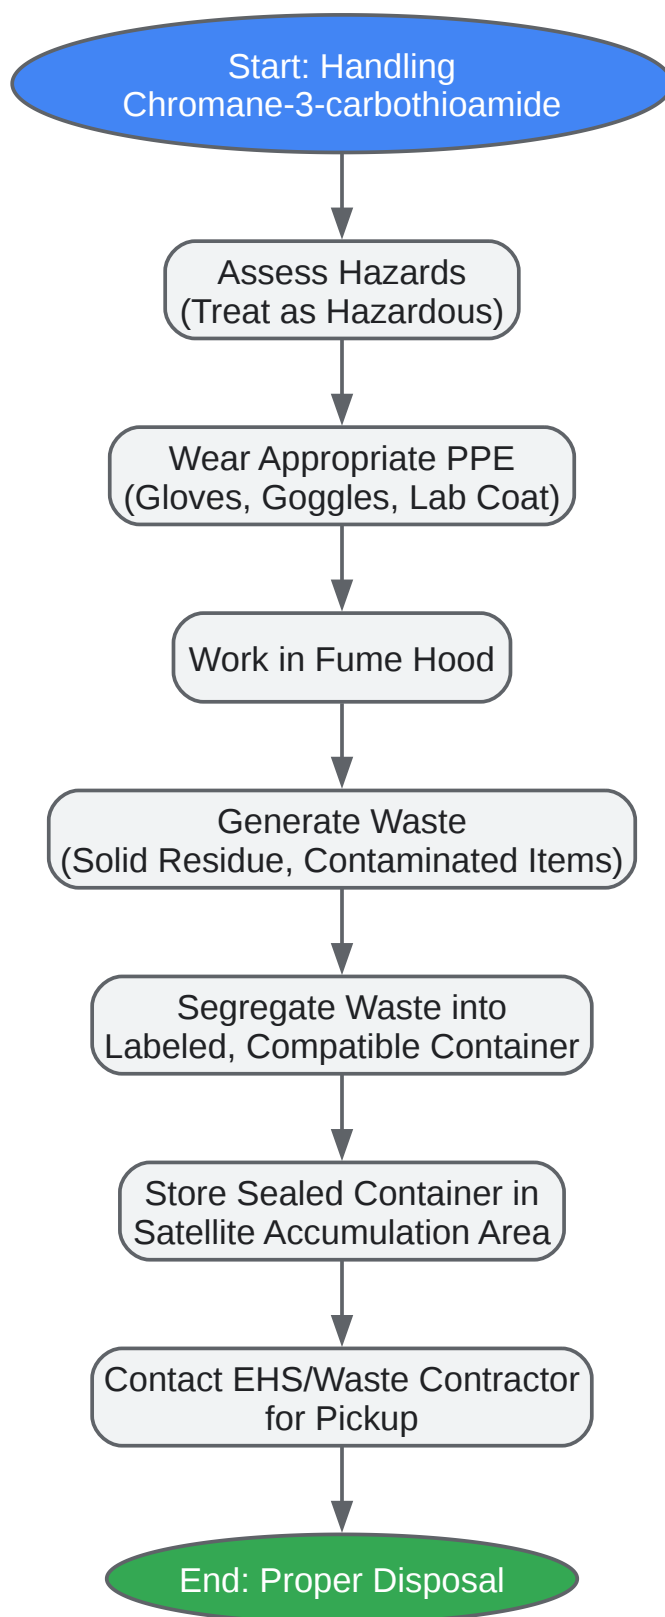 Start: Handling
Chromane-3-carbothioamide
Assess Hazards
(Treat as Hazardous)
Wear Appropriate PPE
(Gloves, Goggles, Lab Coat)
Work in Fume Hood
Generate Waste
(Solid Residue, Contaminated Items)
Segregate Waste into
Labeled, Compatible Container
Store Sealed Container in
Satellite Accumulation Area
Contact EHS/Waste Contractor
for Pickup
End: Proper Disposal